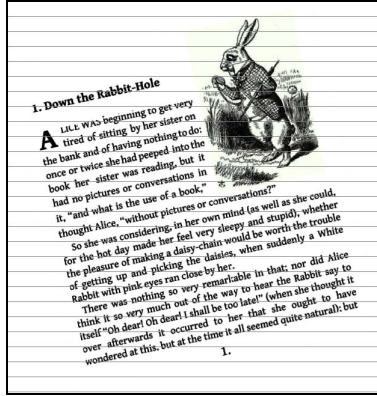 1. Down the Rabbit-Hole
ALICE WAS beginning to get very
tired of sitting by her sister on
the bank and of having nothing to do:
once or twice she had peeped into the
book her sister was reading, but it
had no pictures or conversations in
it, "and what is the use of a book,"
thought Alice, "without pictures or conversations?"
So she was considering, in her own mind (as well as she could,
for the hot day made her feel very sleepy and stupid), whether
the pleasure of making a daisy-chain would be worth the trouble
of getting up and picking the daisies, when suddenly a White
Rabbit with pink eyes ran close by her.
There was nothing so very remarkable in that; nor did Alice
think it so very much out of the way to hear the Rabbit say to
itself "Oh dear! Oh dear! I shall be too late!" (when she thought it
over afterwards it occurred to her that she ought to have
wondered at this, but at the time it all seemed quite natural); but
1.